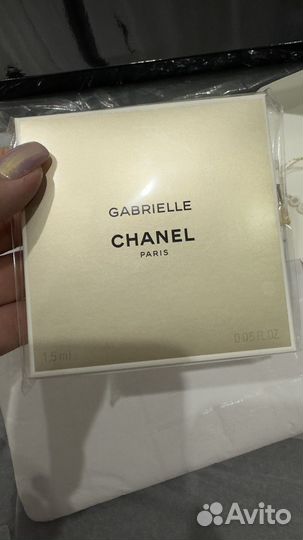 GABRIELLE
CHANEL
PARIS
1,5 ml
0.05 FL.OZ.
Avito